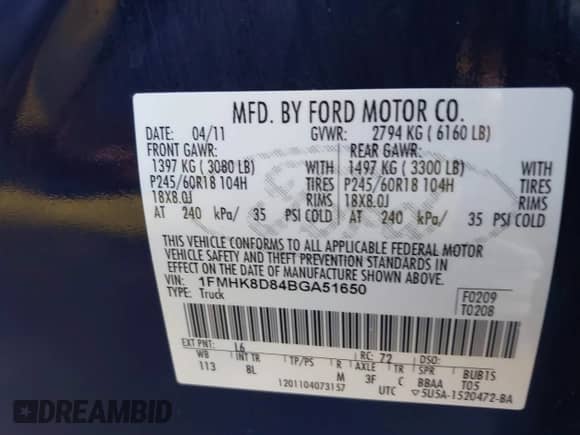 MFD. BY FORD MOTOR CO.
DATE: 04/11 GVWR: 2794 KG ( 6160 LB)
FRONT GAWR: REAR GAWR:
1397 KG ( 3080 LB) WITH 1497 KG ( 3300 LB) WITH
P245/60R18 104H TIRES P245/60R18 104H TIRES
18X8.0J RIMS 18X8.0J RIMS
AT 240 kPa/ 35 PSI COLD AT 240 kPa/ 35 PSI COLD
THIS VEHICLE CONFORMS TO ALL APPLICABLE FEDERAL MOTOR
VEHICLE SAFETY AND THEFT PREVENTION STANDARDS IN
EFFECT ON THE DATE OF MANUFACTURE SHOWN ABOVE.
VIN: 1FMHK8D84BGA51650
TYPE: Truck
F0209
T0208
EXT PNT: L6 RC: 72 DSO:
WB INT TR TP/PS R AXLE TR SPR BUB15
113 8L M 3F C BBAA T05
1201104073157 UTC 5U5A-1520472-BA
DREAMBID